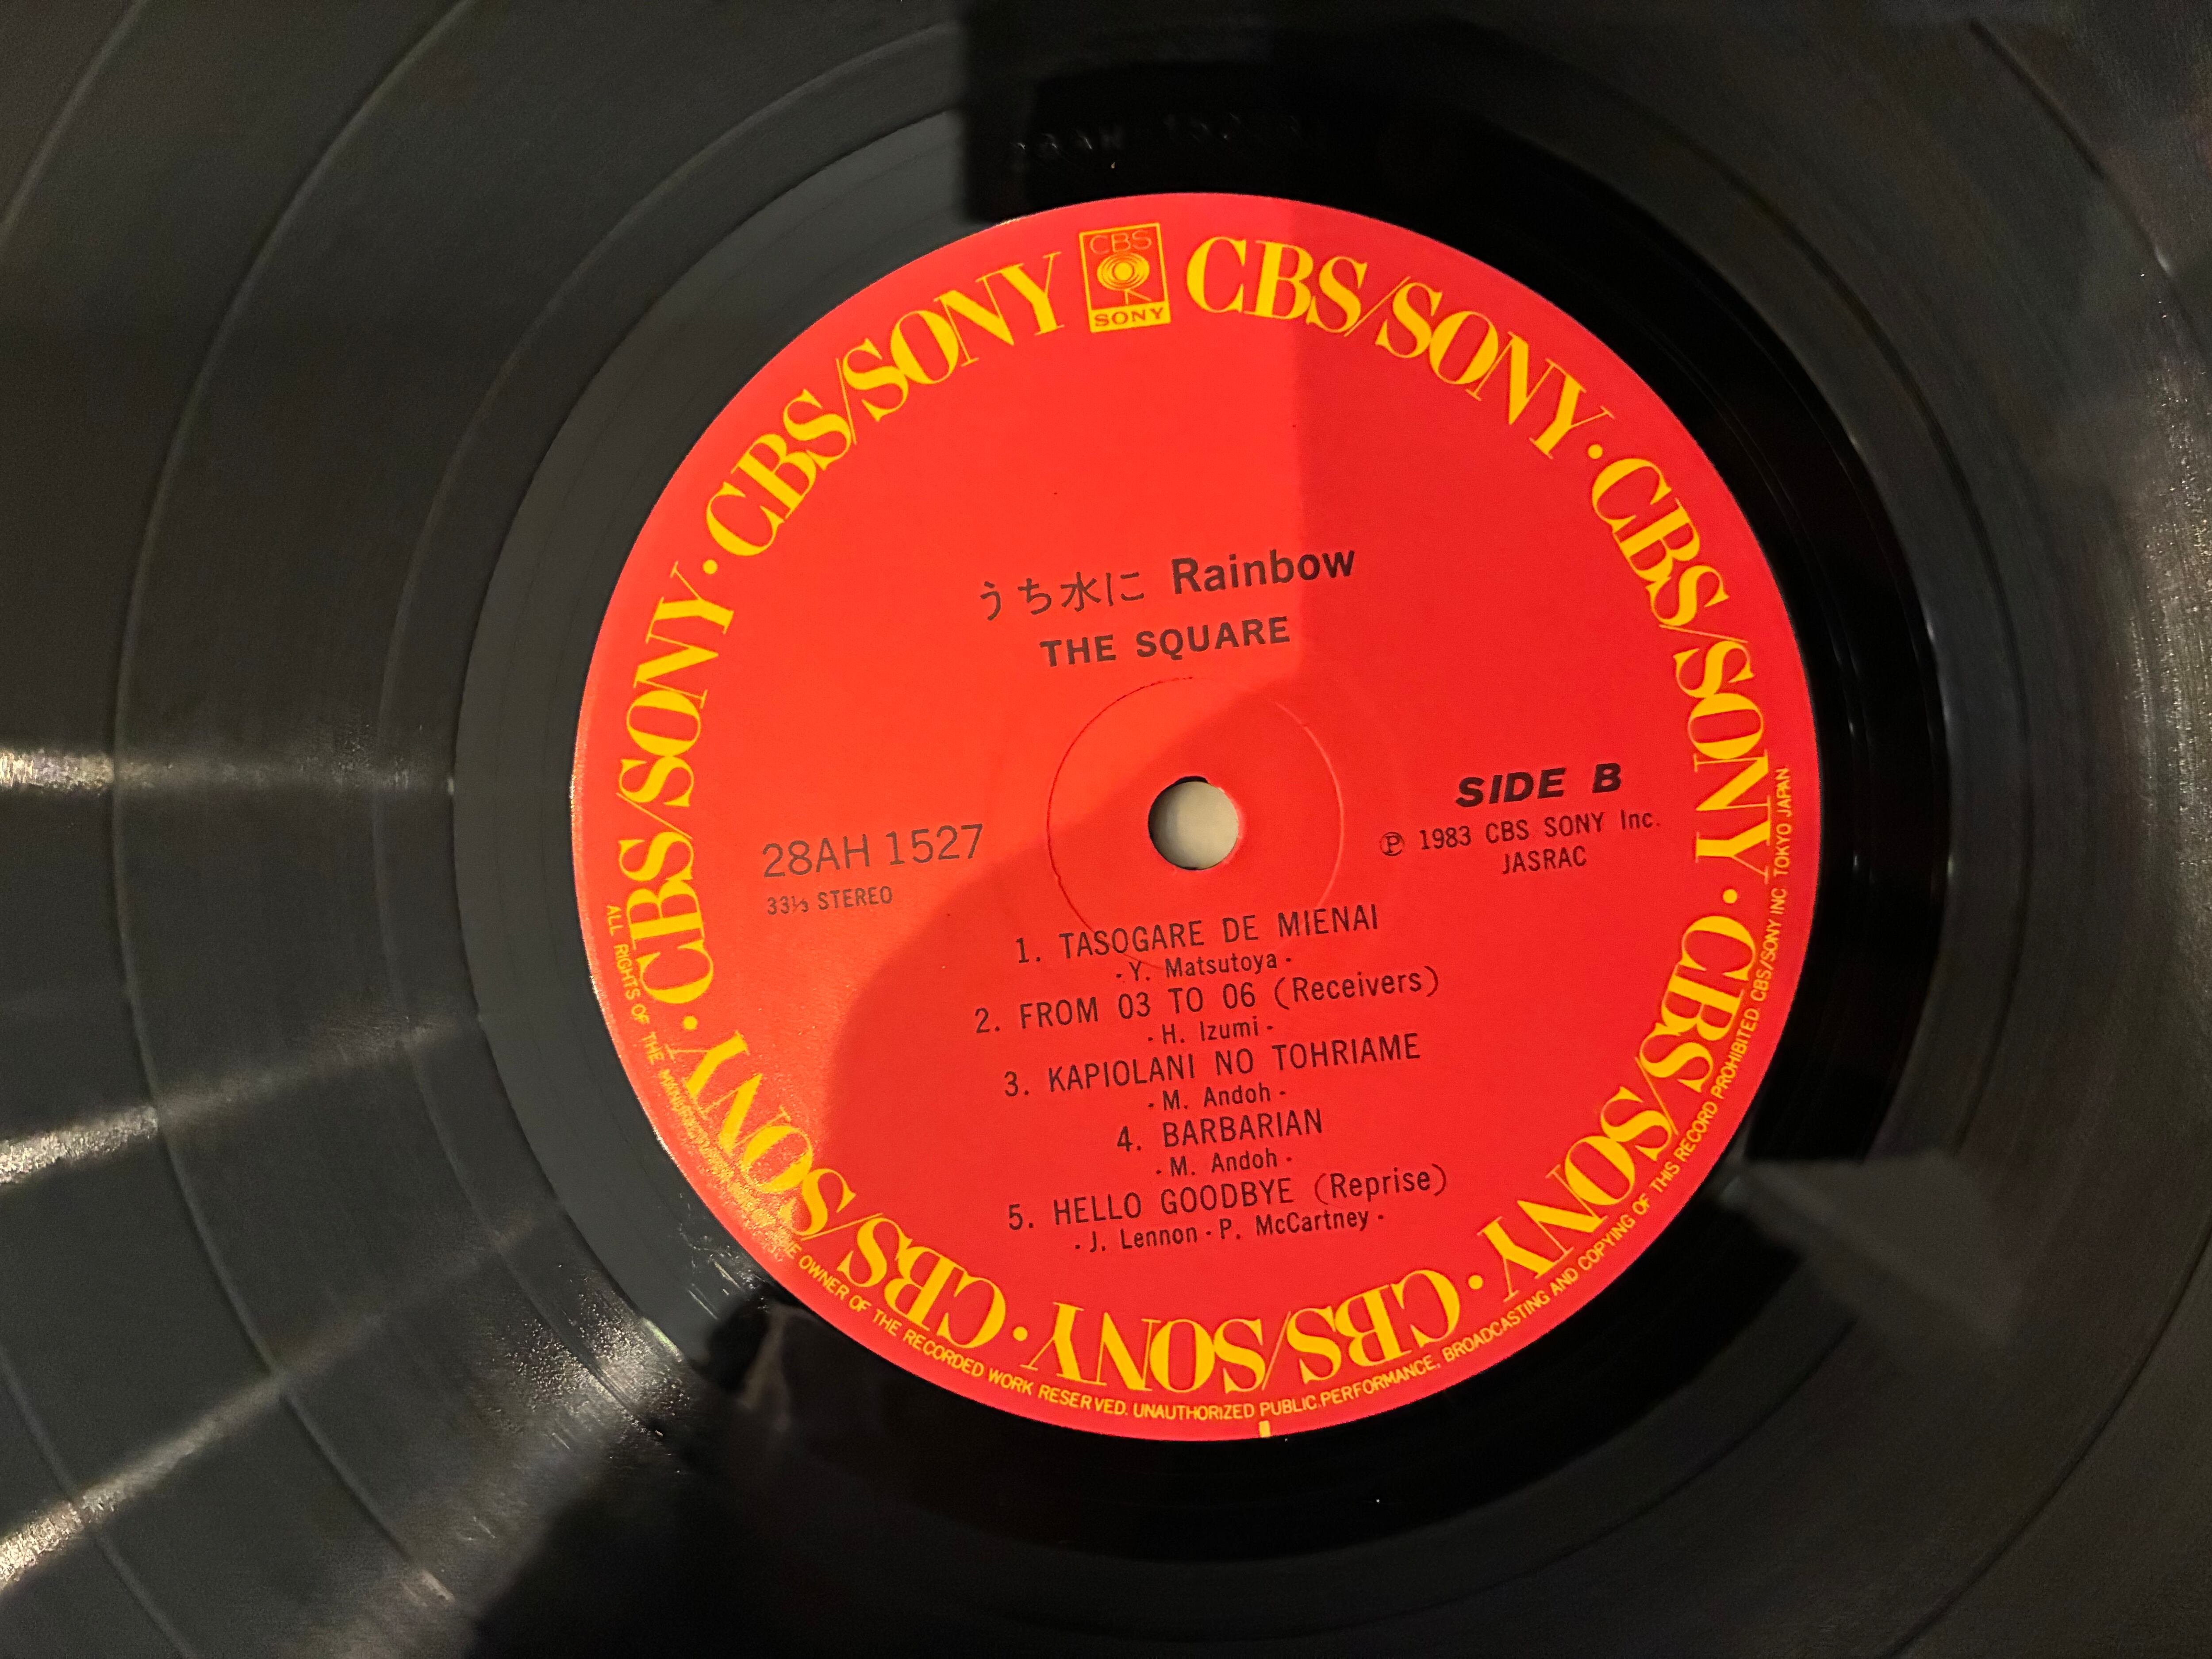 CBS/SONY · CBS/SONY · CBS/SONY · CBS/SONY · CBS/SONY · CBS/SONY · CBS/SONY · CBS/SONY
CBS
SONY
うち水に Rainbow
THE SQUARE
28AH 1527
33⅓ STEREO
SIDE B
Ⓟ 1983 CBS SONY Inc.
JASRAC
1. TASOGARE DE MIENAI
- Y. Matsutoya -
2. FROM 03 TO 06 (Receivers)
- H. Izumi -
3. KAPIOLANI NO TOHRIAME
- M. Andoh -
4. BARBARIAN
- M. Andoh -
5. HELLO GOODBYE (Reprise)
- J. Lennon - P. McCartney -
ALL RIGHTS OF THE OWNER OF THE RECORDED WORK RESERVED. UNAUTHORIZED PUBLIC PERFORMANCE, BROADCASTING AND COPYING OF THIS RECORD PROHIBITED. CBS/SONY INC TOKYO JAPAN